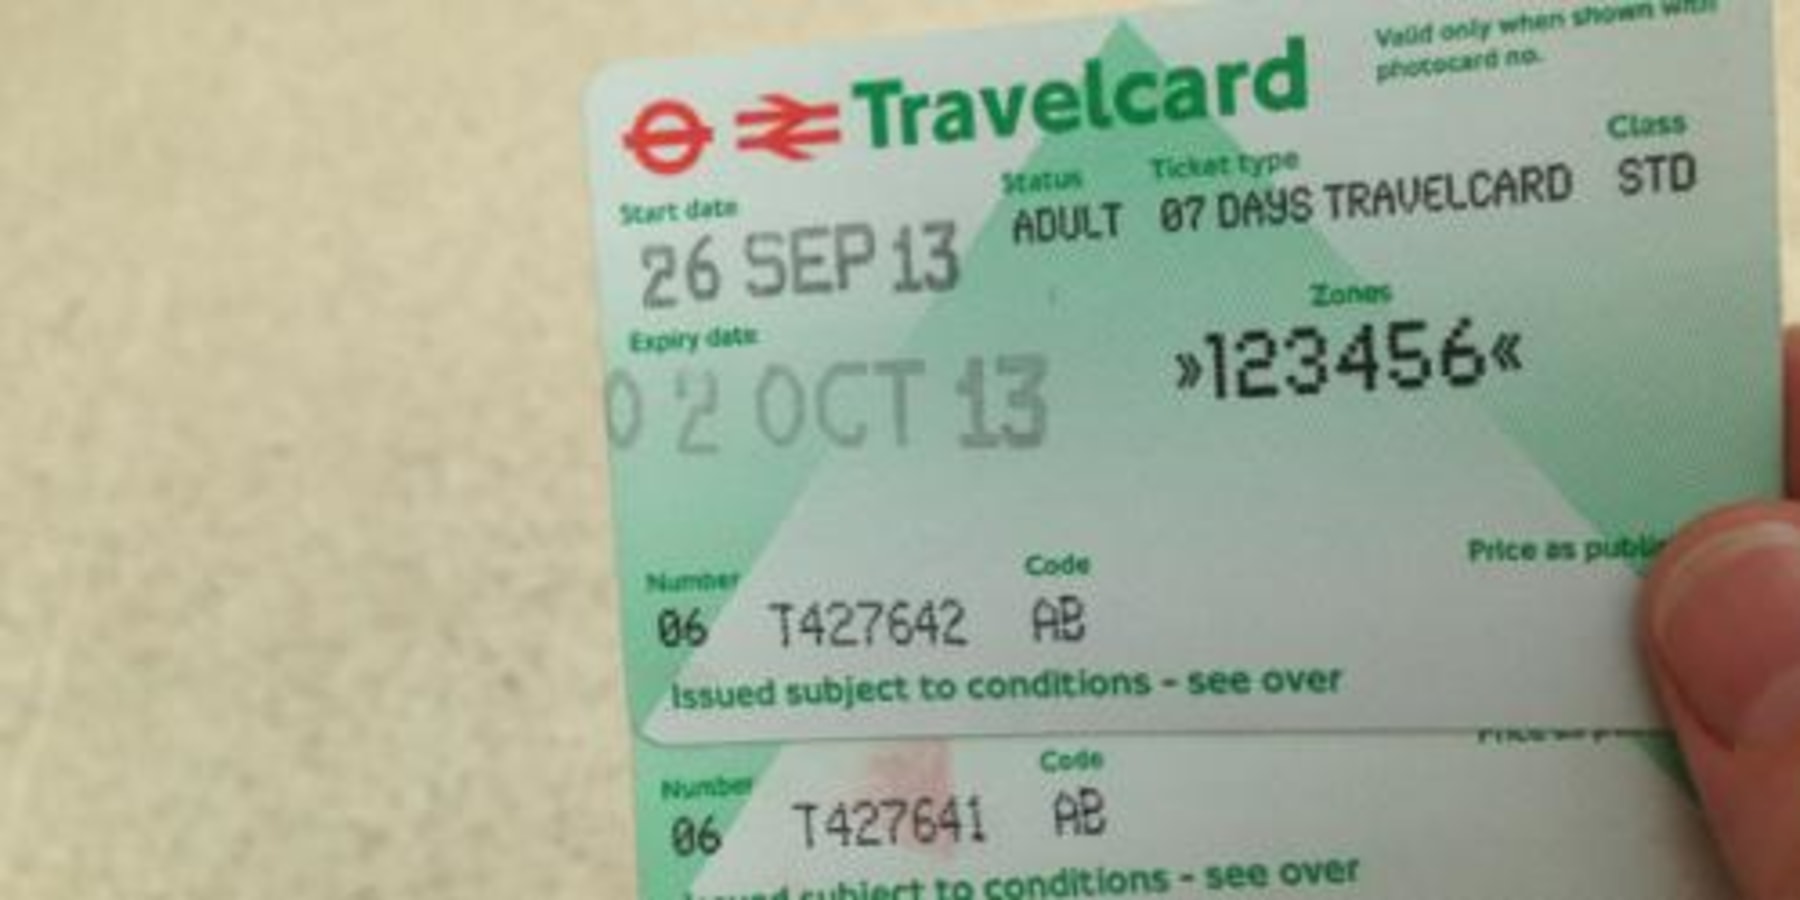 Travelcard
Valid only when shown with
photocard no.
Start date
Status
Ticket type
Class
26 SEP 13
ADULT
07 DAYS TRAVELCARD
STD
Expiry date
Zones
02 OCT 13
»123456«
Price as
Number
Code
06 T427642 AB
Issued subject to conditions - see over
Number
Code
06 T427641 AB
subject to conditions - see over